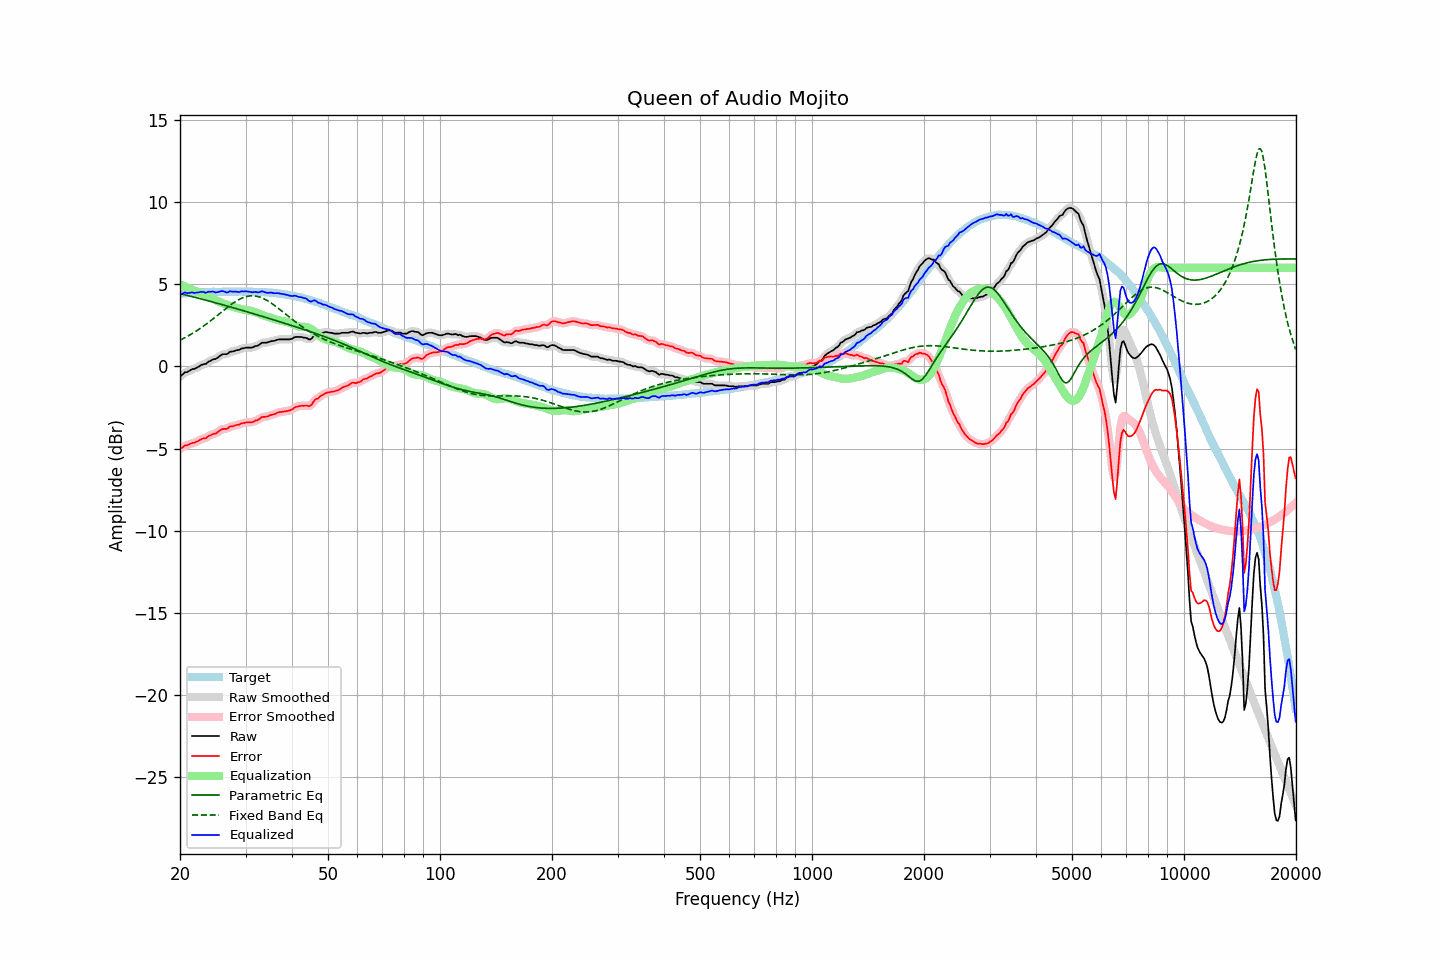 Queen of Audio Mojito
15
10
5
0
−5
−10
−15
−20
−25
Amplitude (dBr)
Target
Raw Smoothed
Error Smoothed
Raw
Error
Equalization
Parametric Eq
Fixed Band Eq
Equalized
20 50 100 200 500 1000 2000 5000 10000 20000
Frequency (Hz)